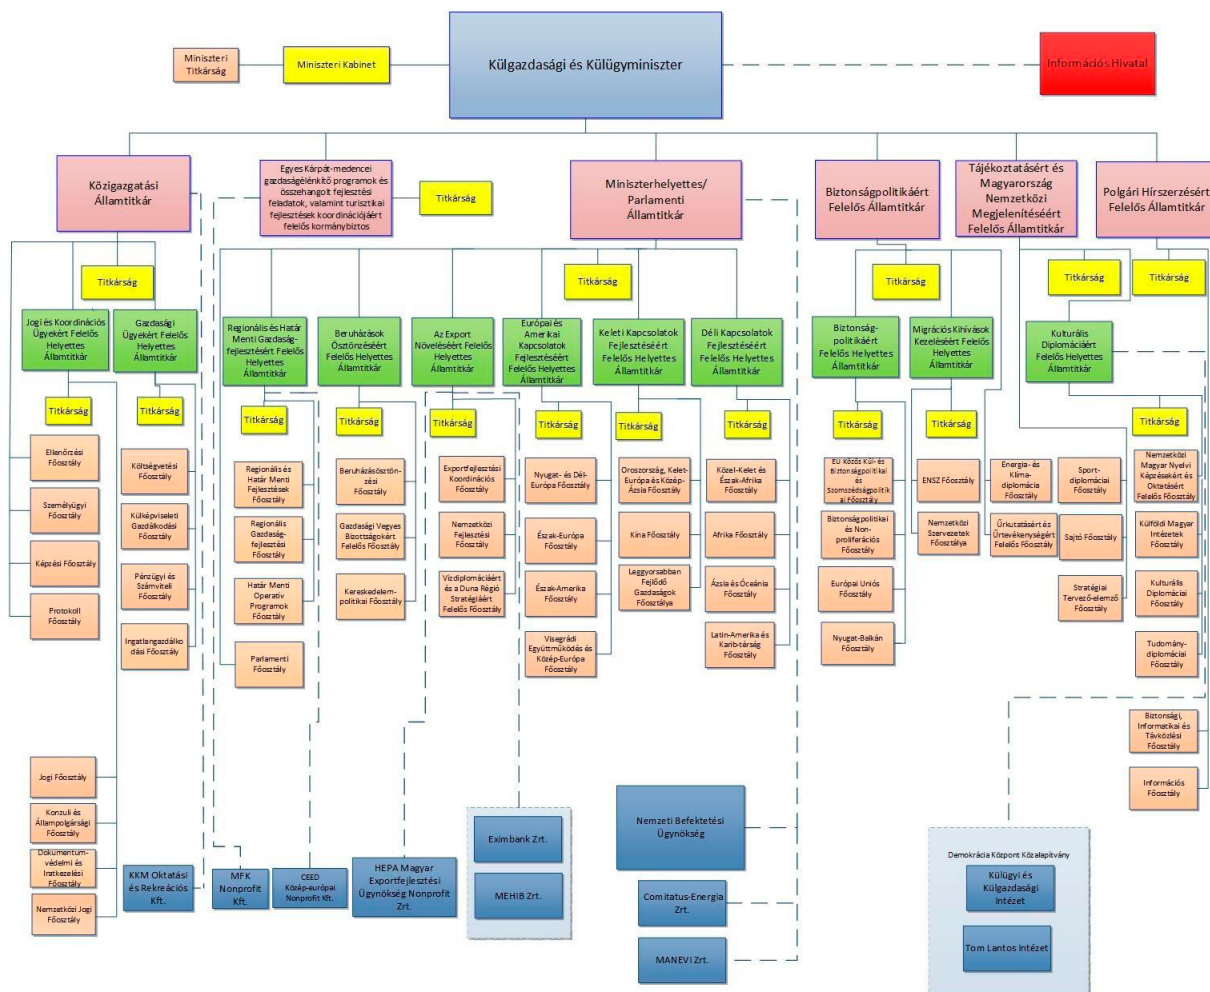 Miniszteri
Titkárság
Miniszteri Kabinet
Külgazdasági és Külügyminiszter
Információs Hivatal
Közigazgatási
Államtitkár
Egyes Kárpát-medencei
gazdaságélénkítő programok és
összehangolt fejlesztési
feladatok, valamint turisztikai
fejlesztések koordinációjáért
felelős kormánybiztos
Titkárság
Miniszterhelyettes/
Parlamenti
Államtitkár
Biztonságpolitikáért
Felelős Államtitkár
Tájékoztatásért és
Magyarország
Nemzetközi
Megjelenítéséért
Felelős Államtitkár
Polgári Hírszerzésért
Felelős Államtitkár
Titkárság
Titkárság
Titkárság
Titkárság
Titkárság
Jogi és Koordinációs
Ügyekért Felelős
Helyettes
Államtitkár
Gazdasági
Ügyekért Felelős
Helyettes
Államtitkár
Regionális és Határ
Menti Gazdaság-
fejlesztésért Felelős
Helyettes
Államtitkár
Beruházások
Ösztönzéséért
Felelős Helyettes
Államtitkár
Az Export
Növeléséért Felelős
Helyettes
Államtitkár
Európai és
Amerikai
Kapcsolatok
Fejlesztéséért
Felelős Helyettes
Államtitkár
Keleti Kapcsolatok
Fejlesztéséért
Felelős Helyettes
Államtitkár
Déli Kapcsolatok
Fejlesztéséért
Felelős Helyettes
Államtitkár
Biztonság-
politikáért
Felelős Helyettes
Államtitkár
Migrációs Kihívások
Kezeléséért Felelős
Helyettes
Államtitkár
Kulturális
Diplomáciáért
Felelős Helyettes
Államtitkár
Titkárság
Titkárság
Titkárság
Titkárság
Titkárság
Titkárság
Titkárság
Titkárság
Titkárság
Titkárság
Titkárság
Ellenőrzési
Főosztály
Személyügyi
Főosztály
Képzési Főosztály
Protokoll
Főosztály
Költségvetési
Főosztály
Külképviseleti
Gazdálkodási
Főosztály
Pénzügyi és
Számviteli
Főosztály
Ingatlangazdálko
dási Főosztály
Regionális és
Határ Menti
Fejlesztések
Főosztály
Regionális
Gazdaság-
fejlesztési
Főosztály
Határ Menti
Operatív
Programok
Főosztály
Parlamenti
Főosztály
Beruházásösztön-
zési
Főosztály
Gazdasági Vegyes
Bizottságokért
Felelős Főosztály
Kereskedelem-
politikai Főosztály
Exportfejlesztési
Koordinációs
Főosztály
Nemzetközi
Fejlesztési
Főosztály
Vízdiplomáciáért
és a Duna Régió
Stratégiáért
Felelős Főosztály
Nyugat- és Dél-
Európa Főosztály
Észak-Európa
Főosztály
Észak-Amerika
Főosztály
Visegrádi
Együttműködés és
Közép-Európa
Főosztály
Oroszország, Kelet-
Európa és Közép-
Ázsia Főosztály
Kína Főosztály
Leggyorsabban
Fejlődő
Gazdaságok
Főosztálya
Közel-Kelet és
Észak-Afrika
Főosztály
Afrika Főosztály
Ázsia és Óceánia
Főosztály
Latin-Amerika és
Karib-térség
Főosztály
EU Közös Kül- és
Biztonságpolitikai
és
Szomszédságpolitik
ai Főosztály
Biztonságpolitikai
és Non-
proliferációs
Főosztály
Európai Uniós
Főosztály
Nyugat-Balkán
Főosztály
ENSZ Főosztály
Nemzetközi
Szervezetek
Főosztálya
Energia- és
Klíma-
diplomácia
Főosztály
Űrkutatásért és
Űrtevékenységért
Felelős Főosztály
Sport-
diplomáciai
Főosztály
Sajtó Főosztály
Stratégiai
Tervező-elemző
Főosztály
Nemzetközi
Magyar Nyelvi
Képzésekért és
Oktatásért
Felelős Főosztály
Külföldi Magyar
Intézetek
Főosztály
Kulturális
Diplomáciai
Főosztály
Tudomány-
diplomáciai
Főosztály
Biztonsági,
Informatikai és
Távközlési
Főosztály
Információs
Főosztály
Jogi Főosztály
Konzuli és
Állampolgársági
Főosztály
Dokumentum-
védelmi és
Iratkezelési
Főosztály
Nemzetközi Jogi
Főosztály
KKM Oktatási
és Rekreációs
Kft.
MFK
Nonprofit
Kft.
CEED
Közép-európai
Nonprofit Kft.
HEPA Magyar
Exportfejlesztési
Ügynökség Nonprofit
Zrt.
Eximbank Zrt.
MEHIB Zrt.
Nemzeti Befektetési
Ügynökség
Comitatus-Energia
Zrt.
MANEVI Zrt.
Demokrácia Központ Közalapítvány
Külügyi és
Külgazdasági
Intézet
Tom Lantos Intézet